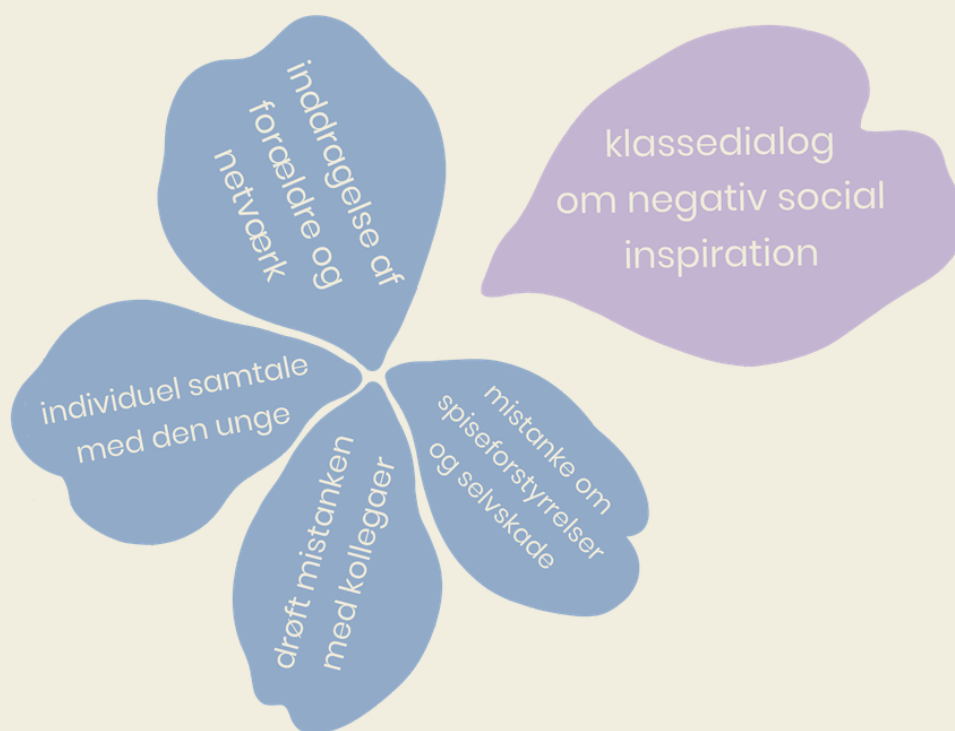 inddragelse af
forældre og
netværk
klassedialog
om negativ social
inspiration
individuel samtale
med den unge
drøft mistanken
med kollegaer
mistanke om
spiseforstyrrelser
og selvskade